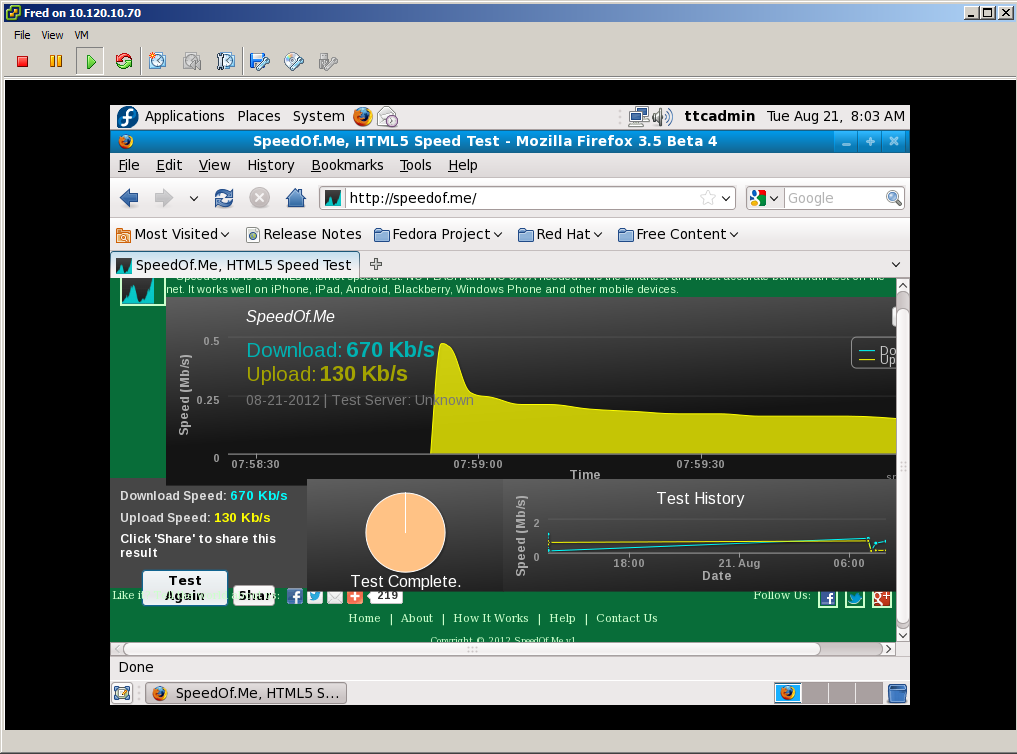 Fred on 10.120.10.70
File View VM
Applications Places System ttcadmin Tue Aug 21, 8:03 AM
SpeedOf.Me, HTML5 Speed Test - Mozilla Firefox 3.5 Beta 4
File Edit View History Bookmarks Tools Help
http://speedof.me/ Google
Most Visited Release Notes Fedora Project Red Hat Free Content
SpeedOf.Me, HTML5 Speed Test
net. It works well on iPhone, iPad, Android, Blackberry, Windows Phone and other mobile devices.
SpeedOf.Me
Download: 670 Kb/s
Upload: 130 Kb/s
08-21-2012 | Test Server: Unknown
Do
Up
Speed (Mb/s)
0.5
0.25
0
07:58:30 07:59:00 07:59:30
Time
Download Speed: 670 Kb/s
Upload Speed: 130 Kb/s
Click 'Share' to share this
result
Test
Again
Share
Test Complete.
Test History
Speed (Mb/s)
2
0
18:00 21. Aug 06:00
Date
Like it 219 Follow Us:
Home | About | How It Works | Help | Contact Us
Copyright © 2012 SpeedOf.Me v1
Done
SpeedOf.Me, HTML5 S...